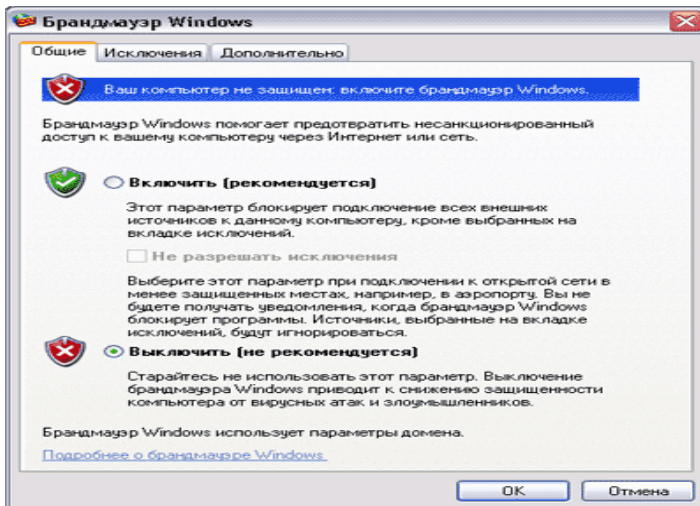 Брандмауэр Windows
Общие Исключения Дополнительно
Ваш компьютер не защищен: включите брандмауэр Windows.
Брандмауэр Windows помогает предотвратить несанкционированный
доступ к вашему компьютеру через Интернет или сеть.
Включить (рекомендуется)
Этот параметр блокирует подключение всех внешних
источников к данному компьютеру, кроме выбранных на
вкладке исключений.
Не разрешать исключения
Выберите этот параметр при подключении к открытой сети в
менее защищенных местах, например, в аэропорту. Вы не
будете получать уведомления, когда брандмауэр Windows
блокирует программы. Источники, выбранные на вкладке
исключений, будут игнорироваться.
Выключить (не рекомендуется)
Старайтесь не использовать этот параметр. Выключение
брандмауэра Windows приводит к снижению защищенности
компьютера от вирусных атак и злоумышленников.
Брандмауэр Windows использует параметры домена.
Подробнее о брандмауэре Windows.
ОК Отмена